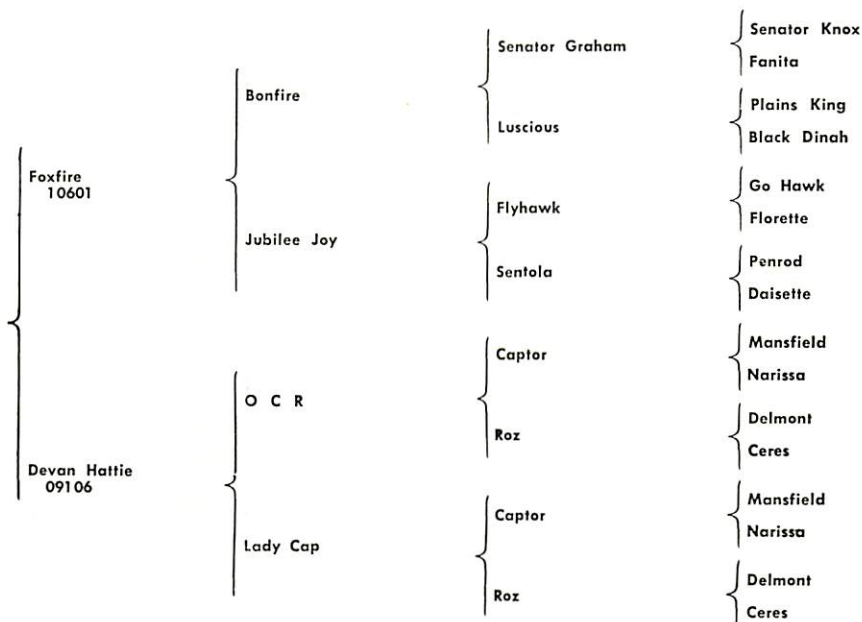 Foxfire
10601
Devan Hattie
09106
Bonfire
Jubilee Joy
O C R
Lady Cap
Senator Graham
Luscious
Flyhawk
Sentola
Captor
Roz
Captor
Roz
Senator Knox
Fanita
Plains King
Black Dinah
Go Hawk
Florette
Penrod
Daisette
Mansfield
Narissa
Delmont
Ceres
Mansfield
Narissa
Delmont
Ceres